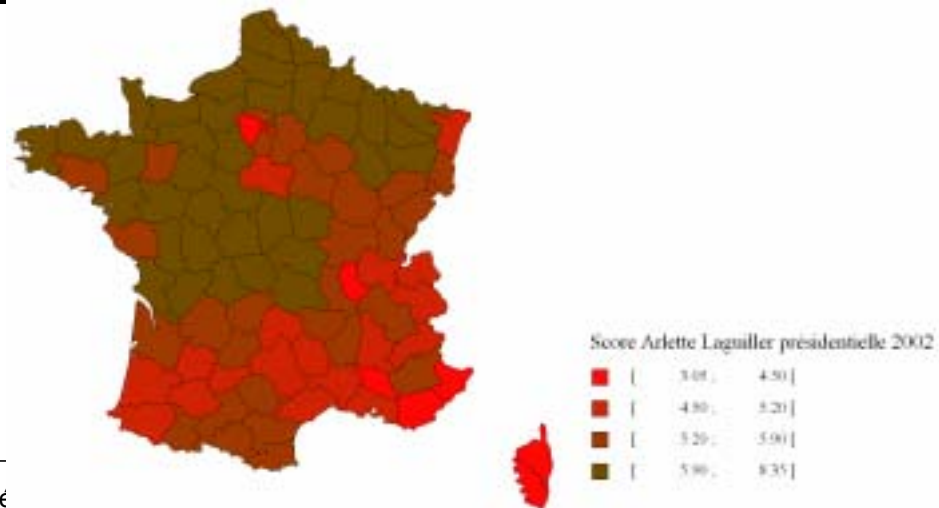 Score Arlette Laguiller présidentielle 2002
[ 3.05 ; 4.50 [
[ 4.50 ; 5.20 [
[ 5.20 ; 5.90 [
[ 5.90 ; 8.35 [
é